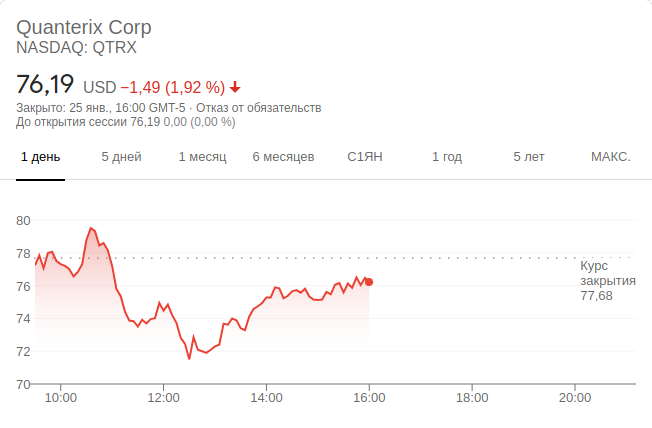 Quanterix Corp
NASDAQ: QTRX
76,19 USD −1,49 (1,92 %)
Закрыто: 25 янв., 16:00 GMT-5 · Отказ от обязательств
До открытия сессии 76,19 0,00 (0,00 %)
1 день 5 дней 1 месяц 6 месяцев С1ЯН 1 год 5 лет МАКС.
80
78
Курс
закрытия
77,68
76
74
72
70
10:00 12:00 14:00 16:00 18:00 20:00